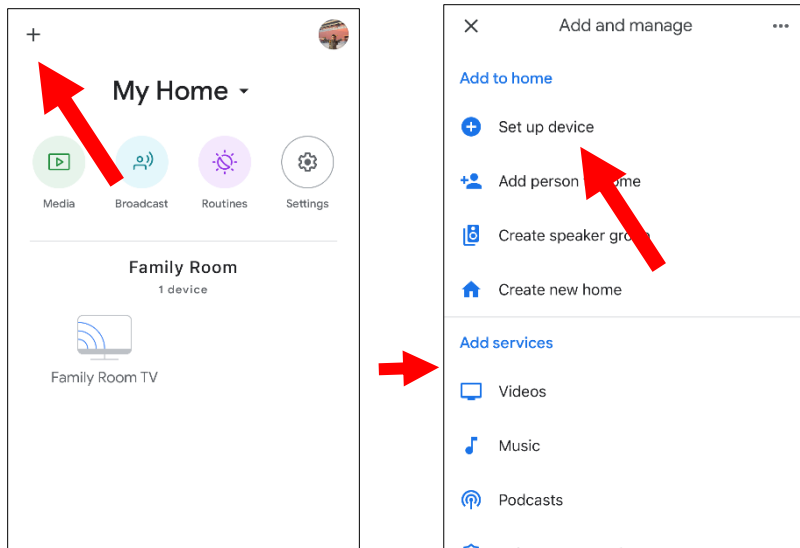 My Home
Media
Broadcast
Routines
Settings
Family Room
1 device
Family Room TV
Add and manage
Add to home
Set up device
Add person ome
Create speaker gro
Create new home
Add services
Videos
Music
Podcasts